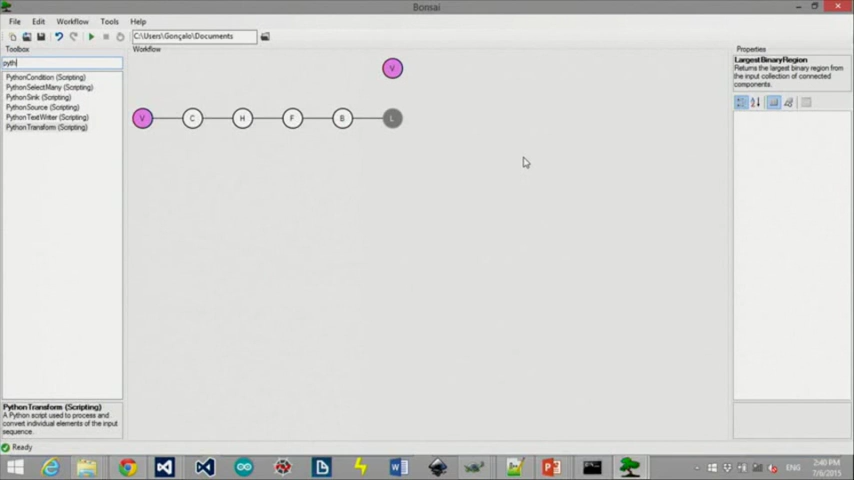 Bonsai
File Edit Workflow Tools Help
C:\Users\Gonçalo\Documents
Toolbox
Workflow
Properties
pyth
PythonCondition (Scripting)
PythonSelectMany (Scripting)
PythonSink (Scripting)
PythonSource (Scripting)
PythonTextWriter (Scripting)
PythonTransform (Scripting)
V
V C H F B L
LargestBinaryRegion
Returns the largest binary region from
the input collection of connected
components.
PythonTransform (Scripting)
A Python script used to process and
convert individual elements of the input
sequence.
Ready
ENG
2:40 PM
7/6/2015